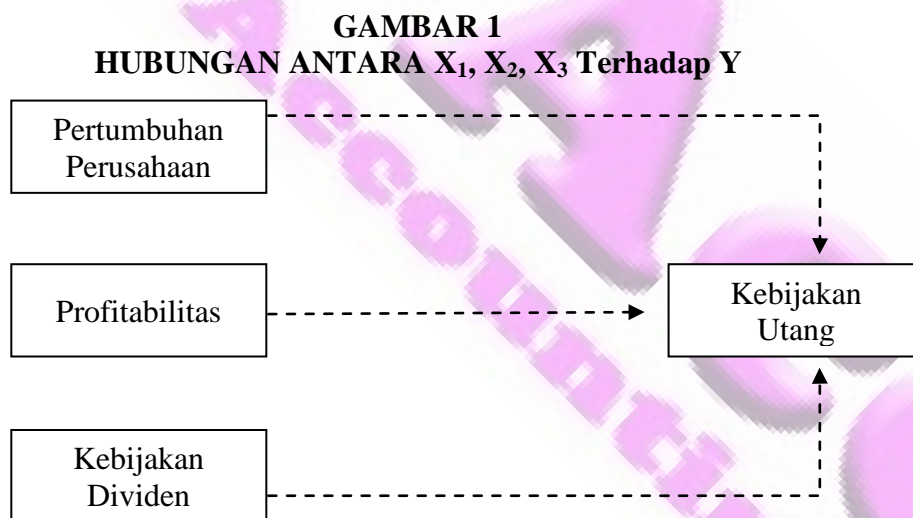 GAMBAR 1
HUBUNGAN ANTARA X₁, X₂, X₃ Terhadap Y
Pertumbuhan
Perusahaan
Profitabilitas
Kebijakan
Utang
Kebijakan
Dividen